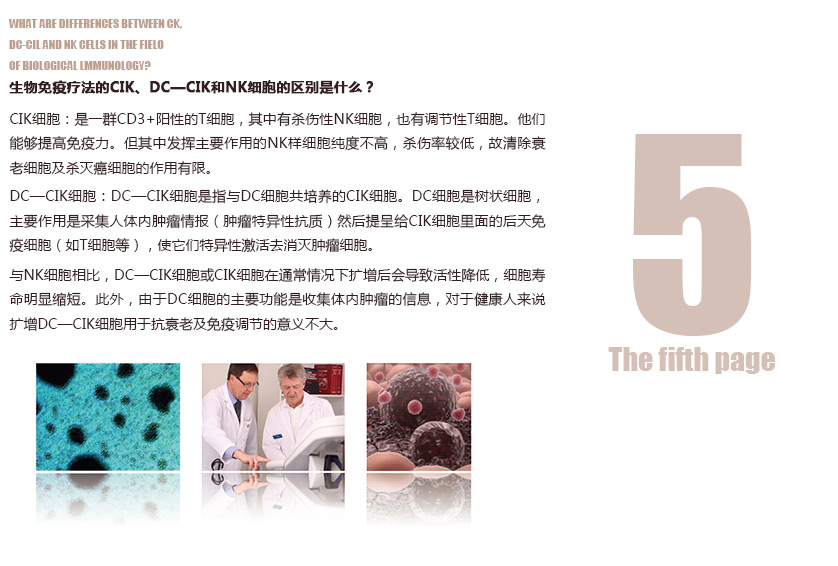 WHAT ARE DIFFERENCES BETWEEN CK,
DC-CIL AND NK CELLS IN THE FIELO
OF BIOLOGICAL LMMUNOLOGY?
生物免疫疗法的CIK、DC—CIK和NK细胞的区别是什么？
CIK细胞：是一群CD3+阳性的T细胞，其中有杀伤性NK细胞，也有调节性T细胞。他们
能够提高免疫力。但其中发挥主要作用的NK样细胞纯度不高，杀伤率较低，故清除衰
老细胞及杀灭癌细胞的作用有限。
DC—CIK细胞：DC—CIK细胞是指与DC细胞共培养的CIK细胞。DC细胞是树状细胞，
主要作用是采集人体内肿瘤情报（肿瘤特异性抗质）然后提呈给CIK细胞里面的后天免
疫细胞（如T细胞等），使它们特异性激活去消灭肿瘤细胞。
与NK细胞相比，DC—CIK细胞或CIK细胞在通常情况下扩增后会导致活性降低，细胞寿
命明显缩短。此外，由于DC细胞的主要功能是收集体内肿瘤的信息，对于健康人来说
扩增DC—CIK细胞用于抗衰老及免疫调节的意义不大。
5
The fifth page